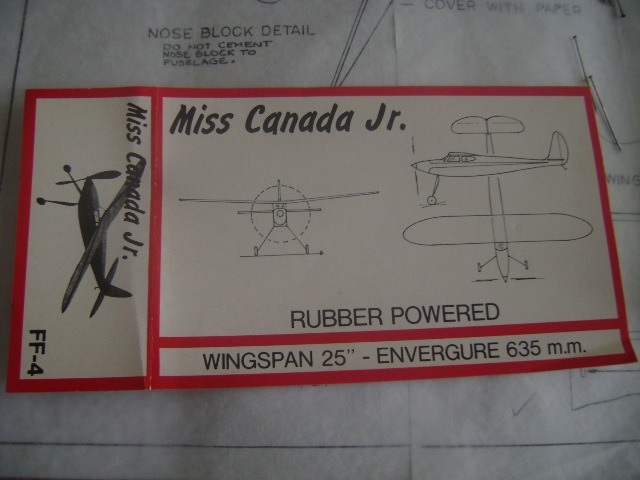 NOSE BLOCK DETAIL
DO NOT CEMENT
NOSE BLOCK TO
FUSELAGE.
— COVER WITH PAPER
Miss Canada Jr.
FF-4
Miss Canada Jr.
RUBBER POWERED
WINGSPAN 25" - ENVERGURE 635 m.m.
WING